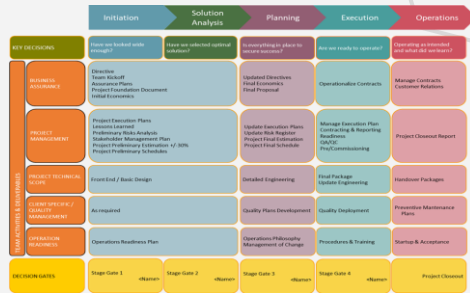 Initiation
Solution
Analysis
Planning
Execution
Operations
KEY DECISIONS
Have we looked wide
enough?
Have we selected optimal
solution?
Is everything in place to
secure success?
Are we ready to operate?
Operating as intended
and what did we learn?
TEAM ACTIVITIES & DELIVERABLES
BUSINESS
ASSURANCE
Directive
Team Kickoff
Assurance Plans
Project Foundation Document
Initial Economics
Updated Directives
Final Economics
Final Proposal
Operationalize Contracts
Manage Contracts
Customer Relations
PROJECT
MANAGEMENT
Project Execution Plans
Lessons Learned
Preliminary Risks Analysis
Stakeholder Management Plan
Project Preliminary Estimation +/-30%
Project Preliminary Schedules
Update Execution Plans
Update Risk Register
Project Final Estimation
Project Final Schedule
Manage Execution Plan
Contracting & Reporting
Readiness
QA/QC
Pre/Commissioning
Project Closeout Report
PROJECT TECHNICAL
SCOPE
Front End / Basic Design
Detailed Engineering
Final Package
Update Engineering
Handover Packages
CLIENT SPECIFIC /
QUALITY
MANAGEMENT
As required
Quality Plans Development
Quality Deployment
Preventive Maintenance
Plans
OPERATION
READINESS
Operations Readiness Plan
Operations Philosophy
Management of Change
Procedures & Training
Startup & Acceptance
DECISION GATES
Stage Gate 1
<Name>
Stage Gate 2
<Name>
Stage Gate 3
<Name>
Stage Gate 4
<Name>
Project Closeout